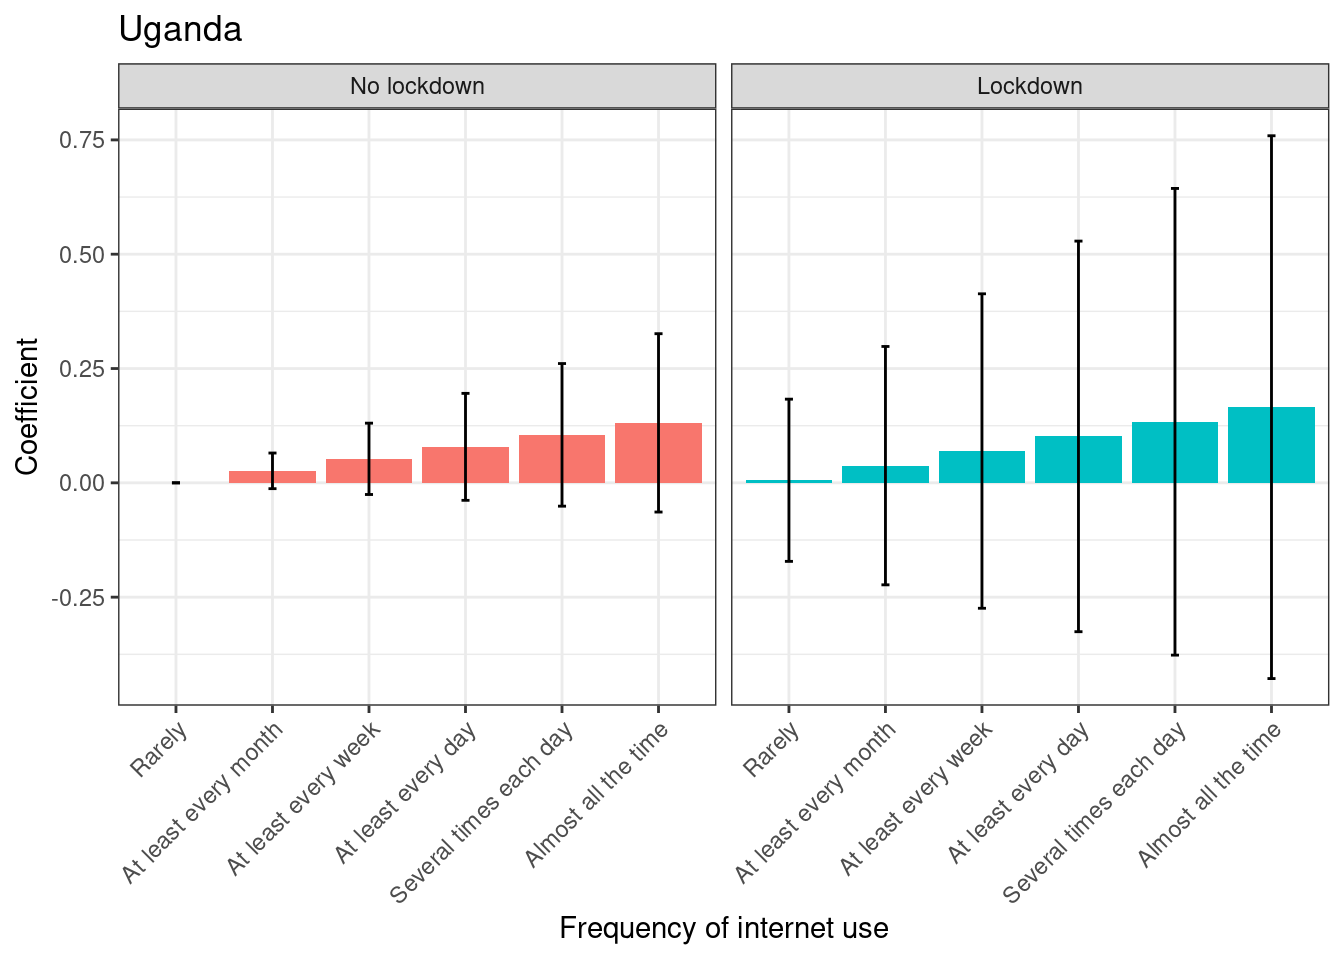 Uganda
No lockdown
Lockdown
Coefficient
0.75
0.50
0.25
0.00
-0.25
Rarely
At least every month
At least every week
At least every day
Several times each day
Almost all the time
Rarely
At least every month
At least every week
At least every day
Several times each day
Almost all the time
Frequency of internet use